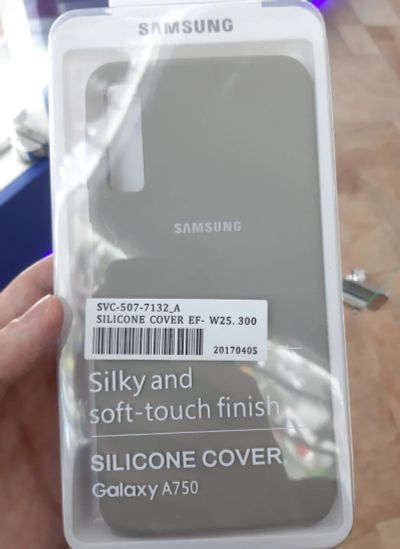 SAMSUNG
SAMSUNG
SVC-507-7132_A
SILICONE COVER EF- W25. 300
20170405
Silky and
soft-touch finish
SILICONE COVER
Galaxy A750